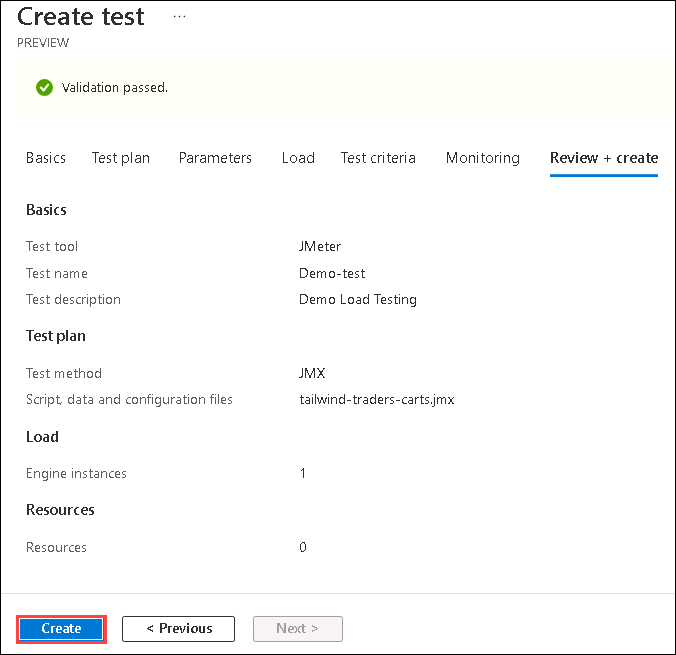 Create test ...
PREVIEW
Validation passed.
Basics Test plan Parameters Load Test criteria Monitoring Review + create
Basics
Test tool JMeter
Test name Demo-test
Test description Demo Load Testing
Test plan
Test method JMX
Script, data and configuration files tailwind-traders-carts.jmx
Load
Engine instances 1
Resources
Resources 0
Create < Previous Next >